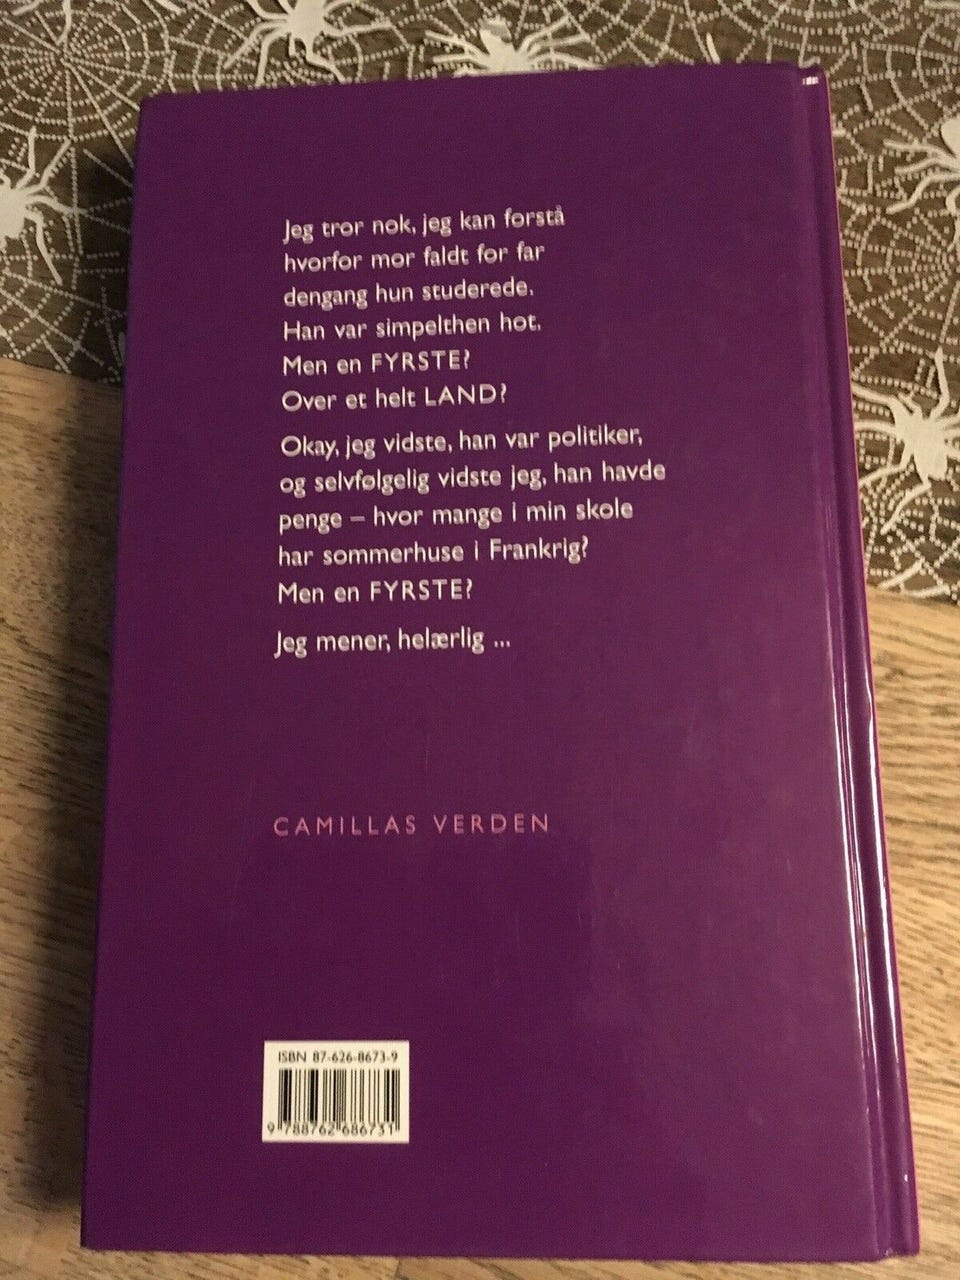 Jeg tror nok, jeg kan forstå
hvorfor mor faldt for far
dengang hun studerede.
Han var simpelthen hot.
Men en FYRSTE?
Over et helt LAND?
Okay, jeg vidste, han var politiker,
og selvfølgelig vidste jeg, han havde
penge – hvor mange i min skole
har sommerhuse i Frankrig?
Men en FYRSTE?
Jeg mener, helærlig ...
CAMILLAS VERDEN
ISBN 87-626-8673-9
9 788762 686731